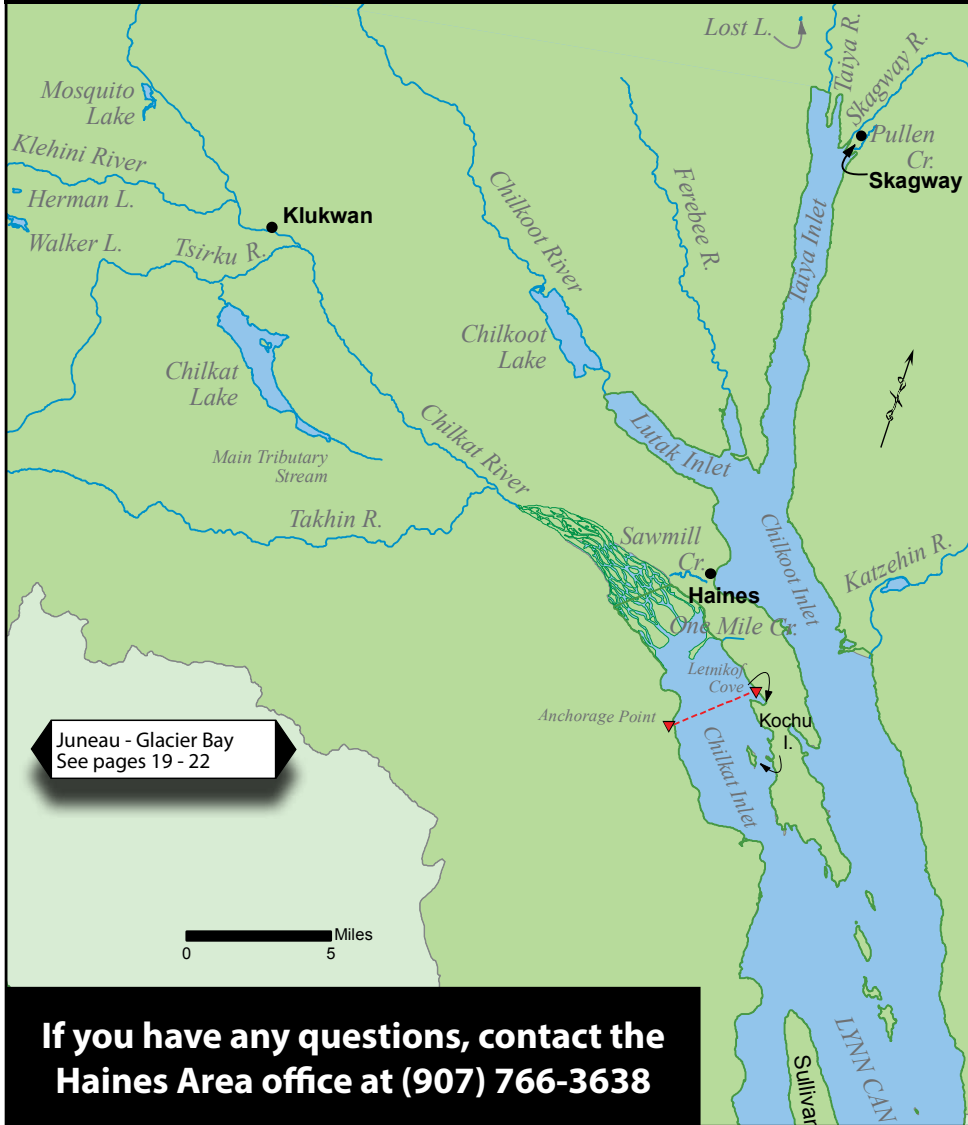 Lost L.
Taiya R.
Skagway R.
Mosquito
Lake
Pullen
Cr.
Klehini River
Skagway
Ferebee R.
Chilkoot River
Herman L.
Klukwan
Walker L.
Tsirku R.
Taiya Inlet
Chilkoot
Lake
Chilkat
Lake
Chilkat River
Lutak Inlet
Main Tributary
Stream
Takhin R.
Chilkoot Inlet
Sawmill
Cr.
Katzehin R.
Haines
One Mile Cr.
Letnikof
Cove
Anchorage Point
Kochu
I.
Juneau - Glacier Bay
See pages 19 - 22
Chilkat Inlet
Miles
0
5
If you have any questions, contact the
Haines Area office at (907) 766-3638
Sullivan
LYNN CAN